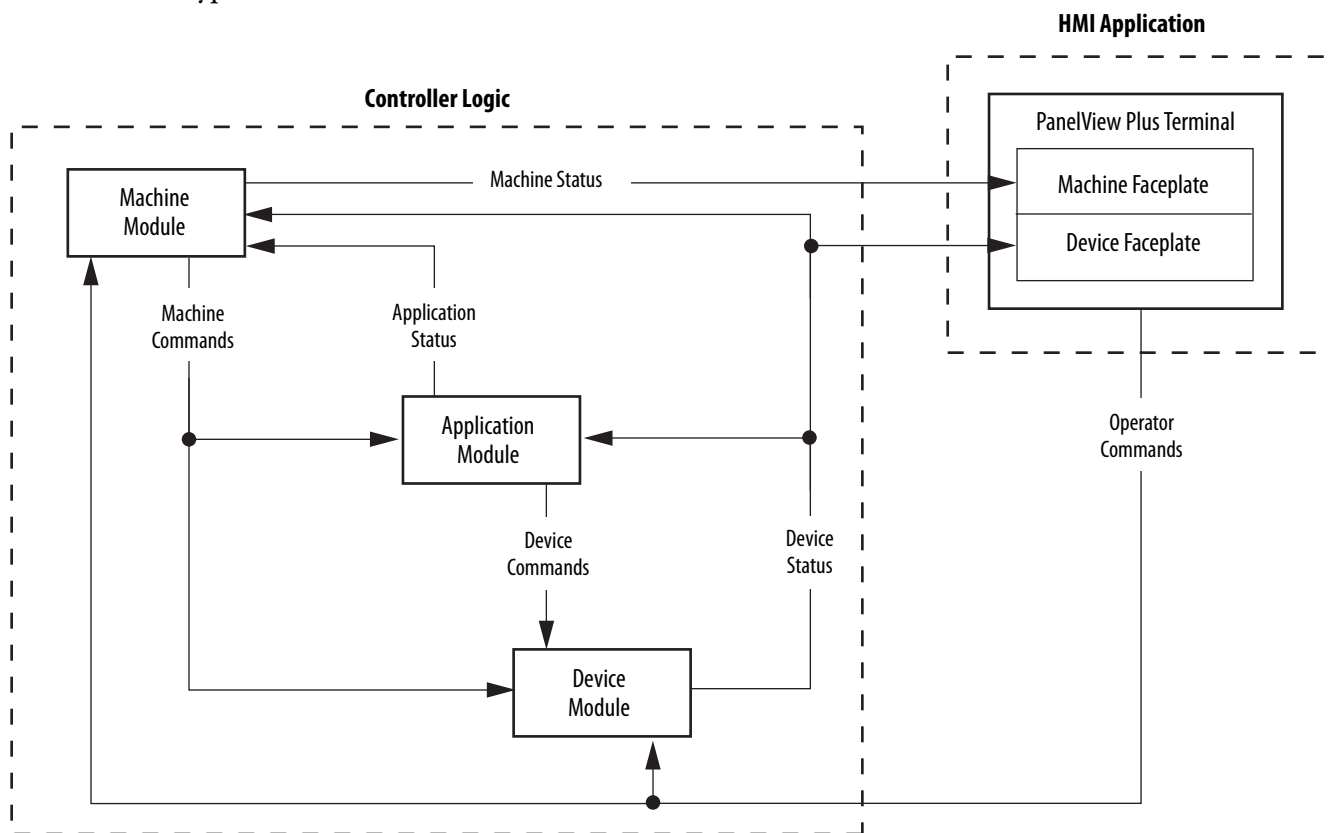 HMI Application
Controller Logic
PanelView Plus Terminal
Machine Faceplate
Device Faceplate
Machine
Module
Machine Status
Machine
Commands
Application
Status
Application
Module
Operator
Commands
Device
Commands
Device
Status
Device
Module